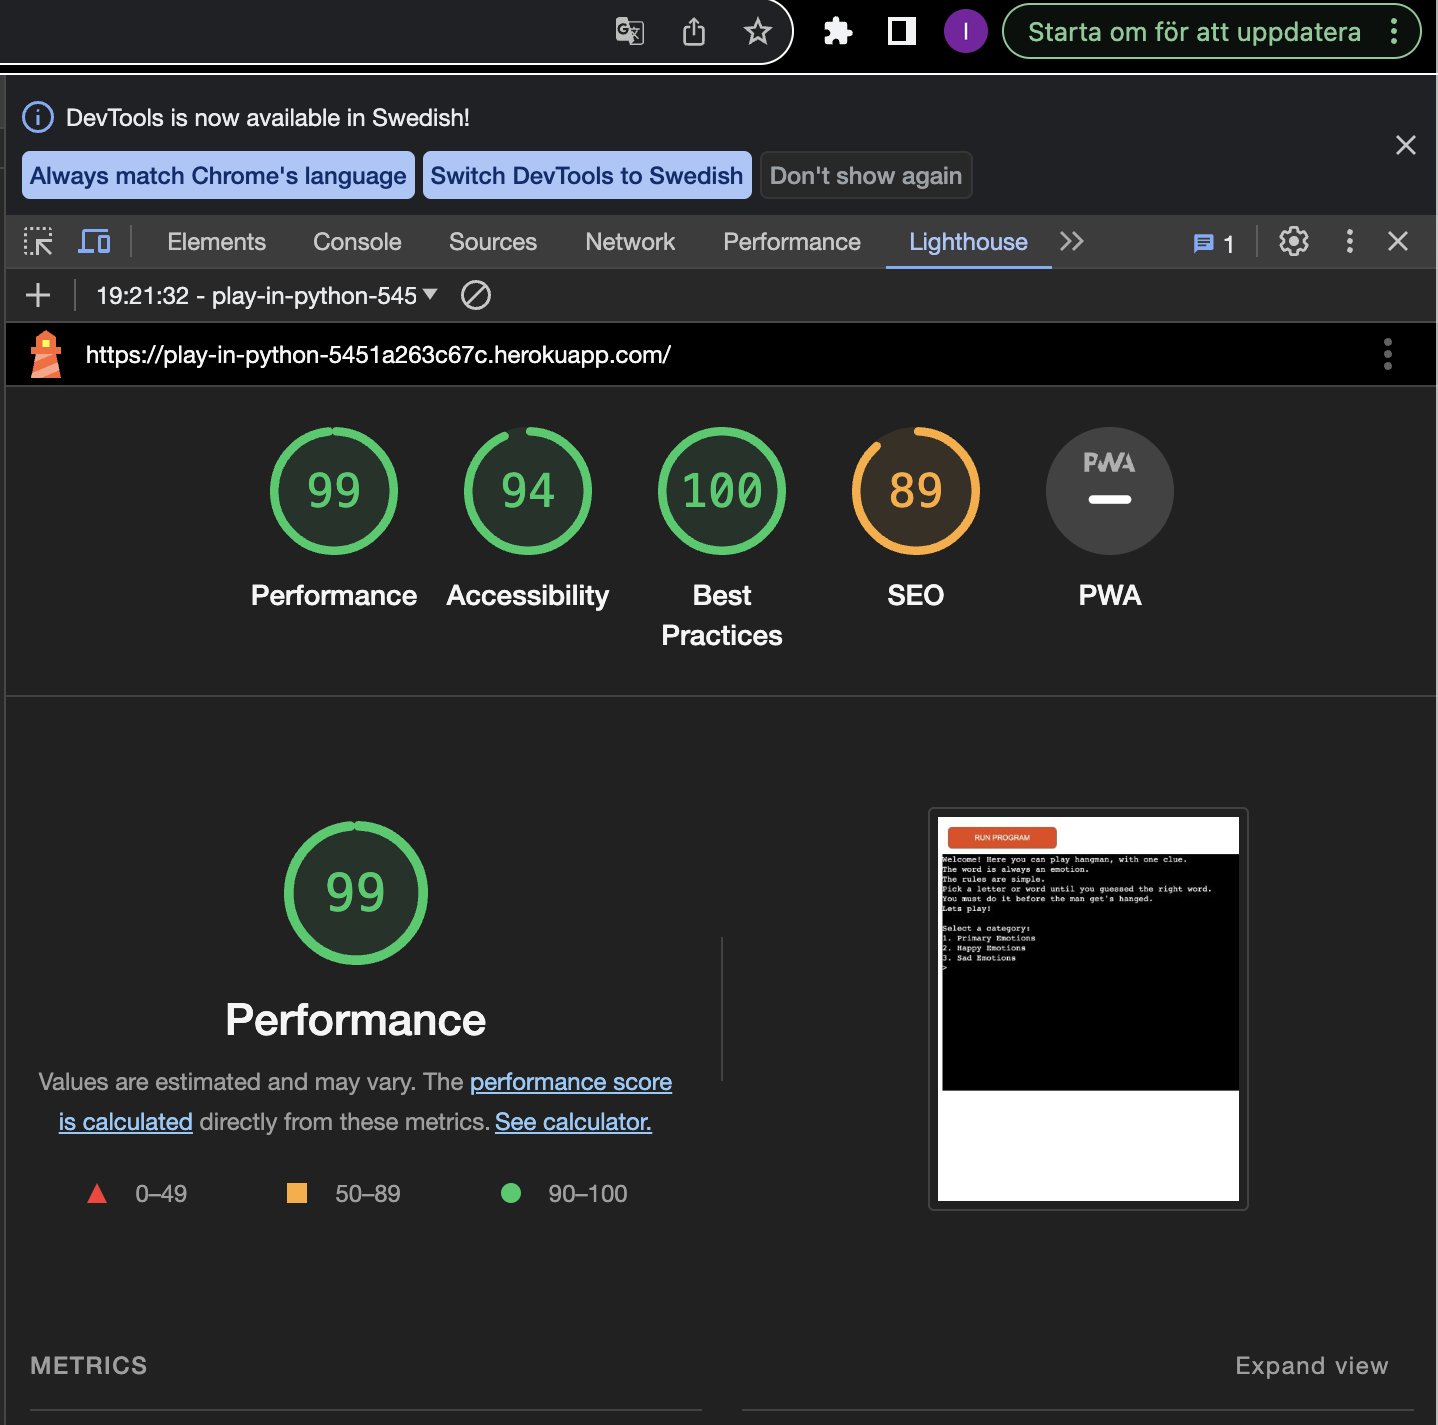 I
Starta om för att uppdatera
DevTools is now available in Swedish!
Always match Chrome's language Switch DevTools to Swedish Don't show again
Elements Console Sources Network Performance Lighthouse 1
19:21:32 - play-in-python-545
https://play-in-python-5451a263c67c.herokuapp.com/
99 94 100 89 PWA
Performance Accessibility Best Practices SEO PWA
99
Performance
Values are estimated and may vary. The performance score
is calculated directly from these metrics. See calculator.
0–49 50–89 90–100
RUN PROGRAM
Welcome! Here you can play hangman, with one clue.
The word is always an emotion.
The rules are simple.
Pick a letter or word until you guessed the right word.
You must do it before the man get's hanged.
Lets play!
Select a category:
1. Primary Emotions
2. Happy Emotions
3. Sad Emotions
>
METRICS
Expand view